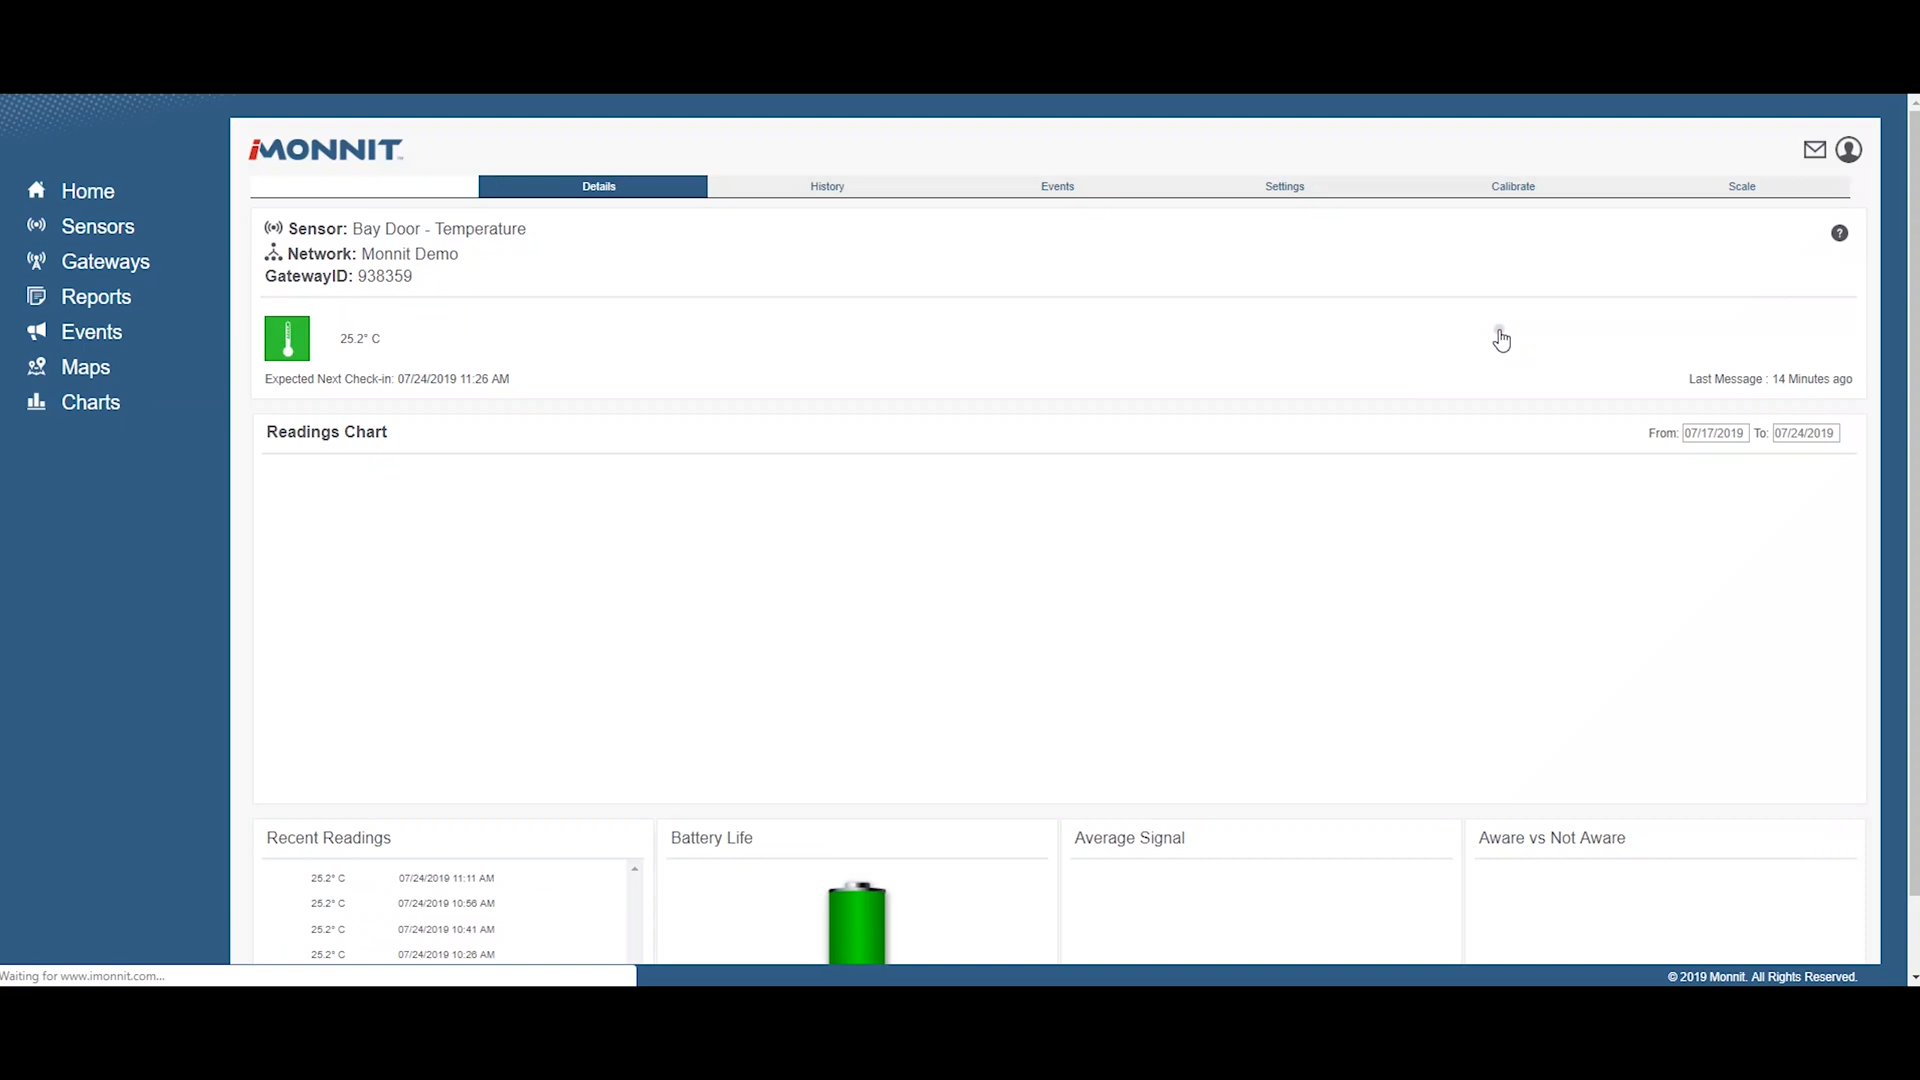 iMONNIT
Home
Sensors
Gateways
Reports
Events
Maps
Charts
Details History Events Settings Calibrate Scale
Sensor: Bay Door - Temperature
?
Network: Monnit Demo
GatewayID: 938359
25.2° C
Expected Next Check-in: 07/24/2019 11:26 AM
Last Message : 14 Minutes ago
Readings Chart
From: 07/17/2019 To: 07/24/2019
Recent Readings
25.2° C 07/24/2019 11:11 AM
25.2° C 07/24/2019 10:56 AM
25.2° C 07/24/2019 10:41 AM
25.2° C 07/24/2019 10:26 AM
Battery Life
Average Signal
Aware vs Not Aware
Waiting for www.imonnit.com...
© 2019 Monnit. All Rights Reserved.